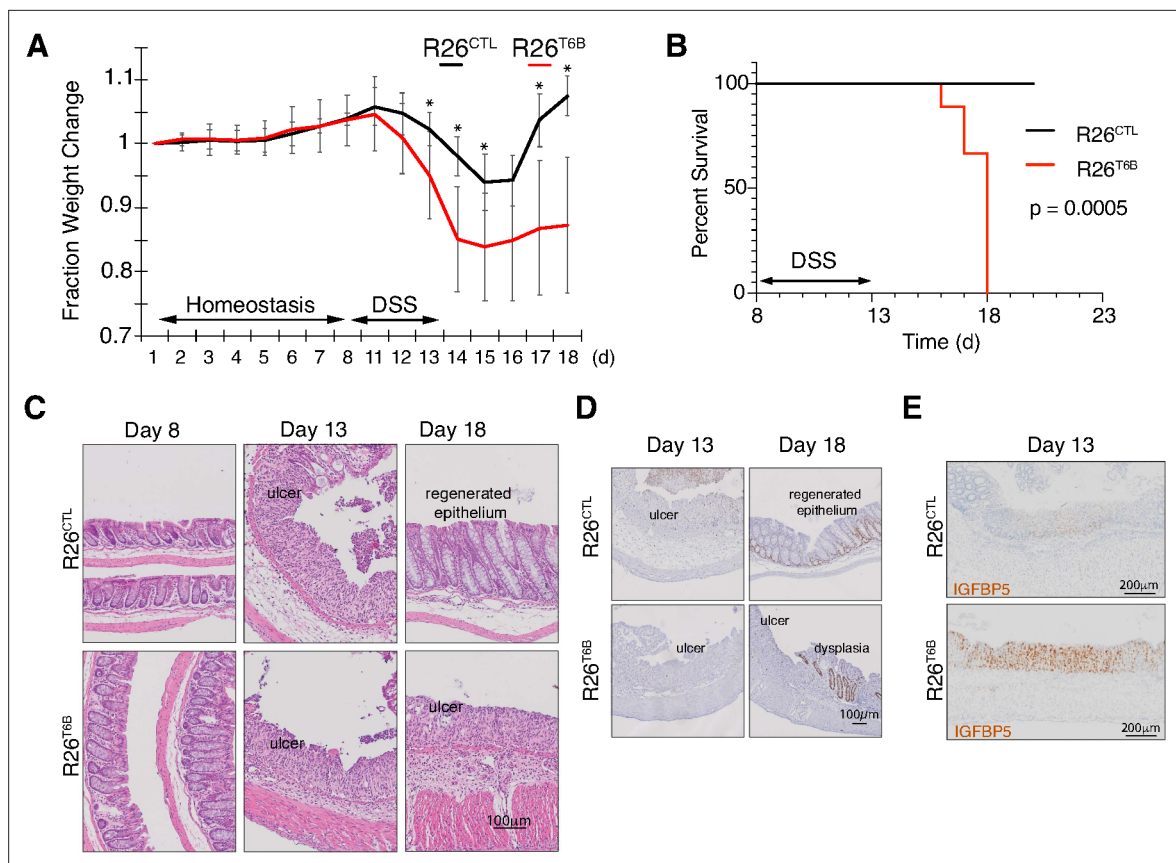 A
R26CTL R26T6B
Fraction Weight Change
1.1
1
0.9
0.8
0.7
* * * * *
Homeostasis DSS
1 2 3 4 5 6 7 8 11 12 13 14 15 16 17 18 (d)
B
Percent Survival
100
50
0
R26CTL
R26T6B
p = 0.0005
DSS
8 13 18 23
Time (d)
C
Day 8 Day 13 Day 18
R26CTL
ulcer
regenerated
epithelium
R26T6B
ulcer
ulcer
100µm
D
Day 13 Day 18
R26CTL
ulcer
regenerated
epithelium
R26T6B
ulcer
ulcer
dysplasia
100µm
E
Day 13
R26CTL
IGFBP5
200µm
R26T6B
IGFBP5
200µm